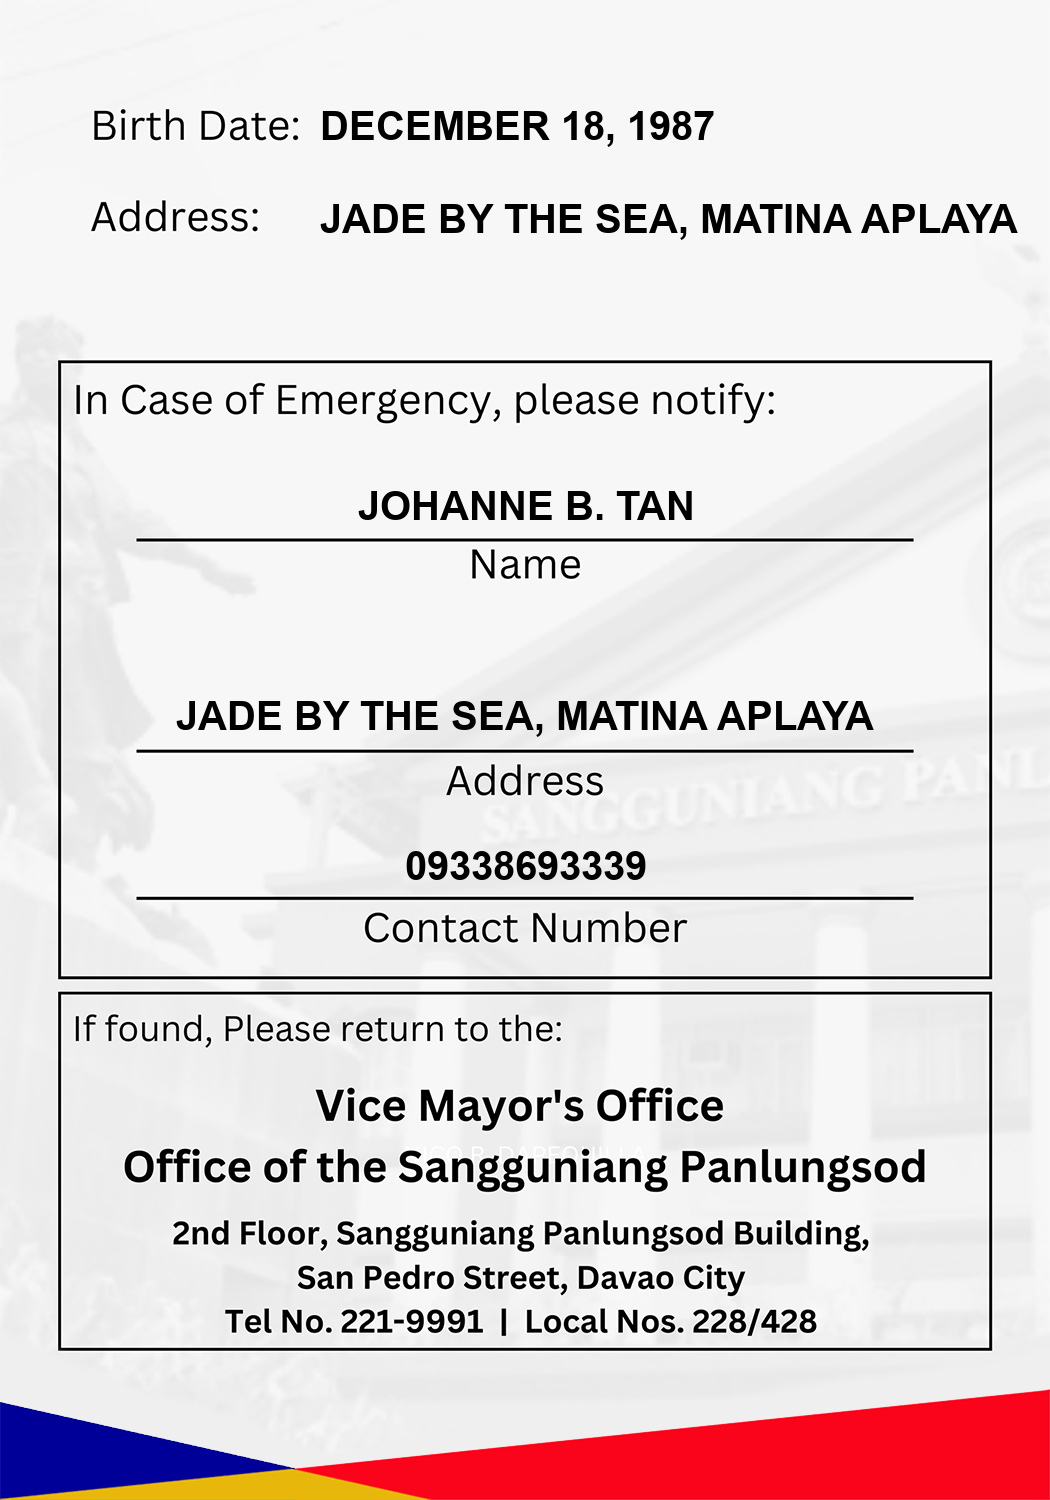 Birth Date: DECEMBER 18, 1987
Address: JADE BY THE SEA, MATINA APLAYA
In Case of Emergency, please notify:
JOHANNE B. TAN
Name
JADE BY THE SEA, MATINA APLAYA
Address
SANGGUNIANG PANL
09338693339
Contact Number
If found, Please return to the:
Vice Mayor's Office
Office of the Sangguniang Panlungsod
2nd Floor, Sangguniang Panlungsod Building,
San Pedro Street, Davao City
Tel No. 221-9991 | Local Nos. 228/428